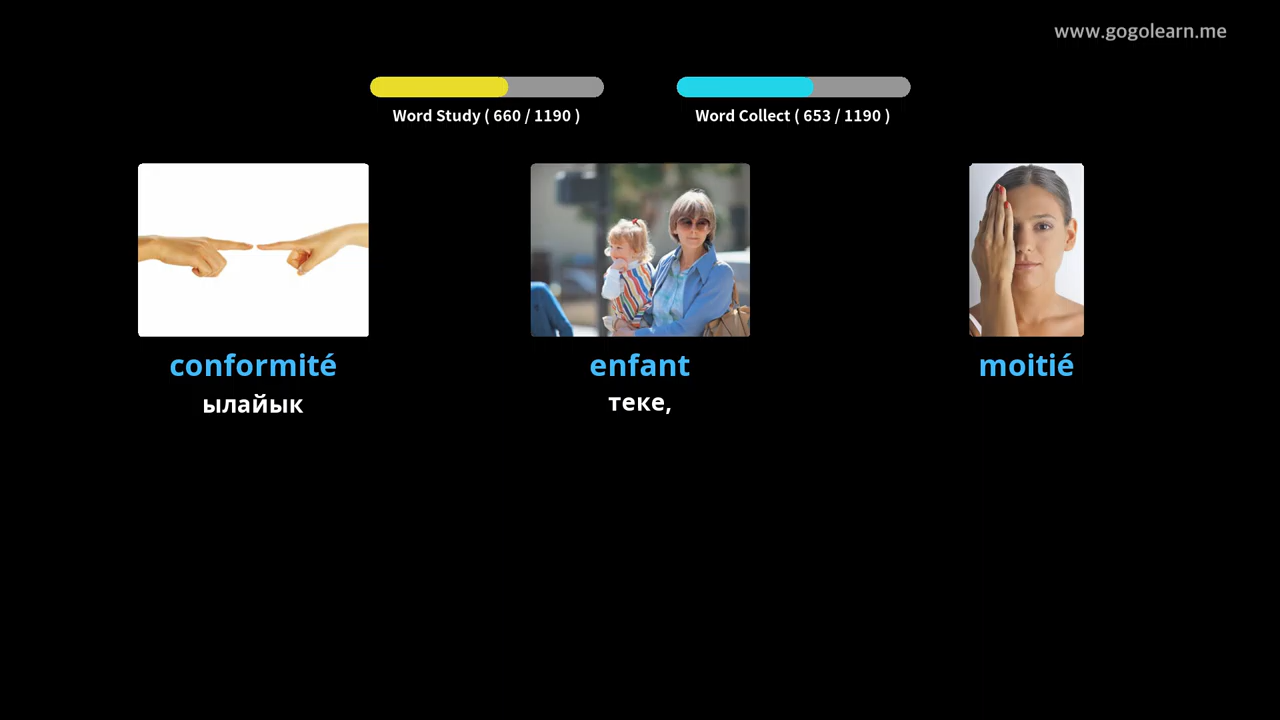 www.gogolearn.me
Word Study ( 660 / 1190 )
Word Collect ( 653 / 1190 )
conformité
enfant
moitié
ылайык
теке,